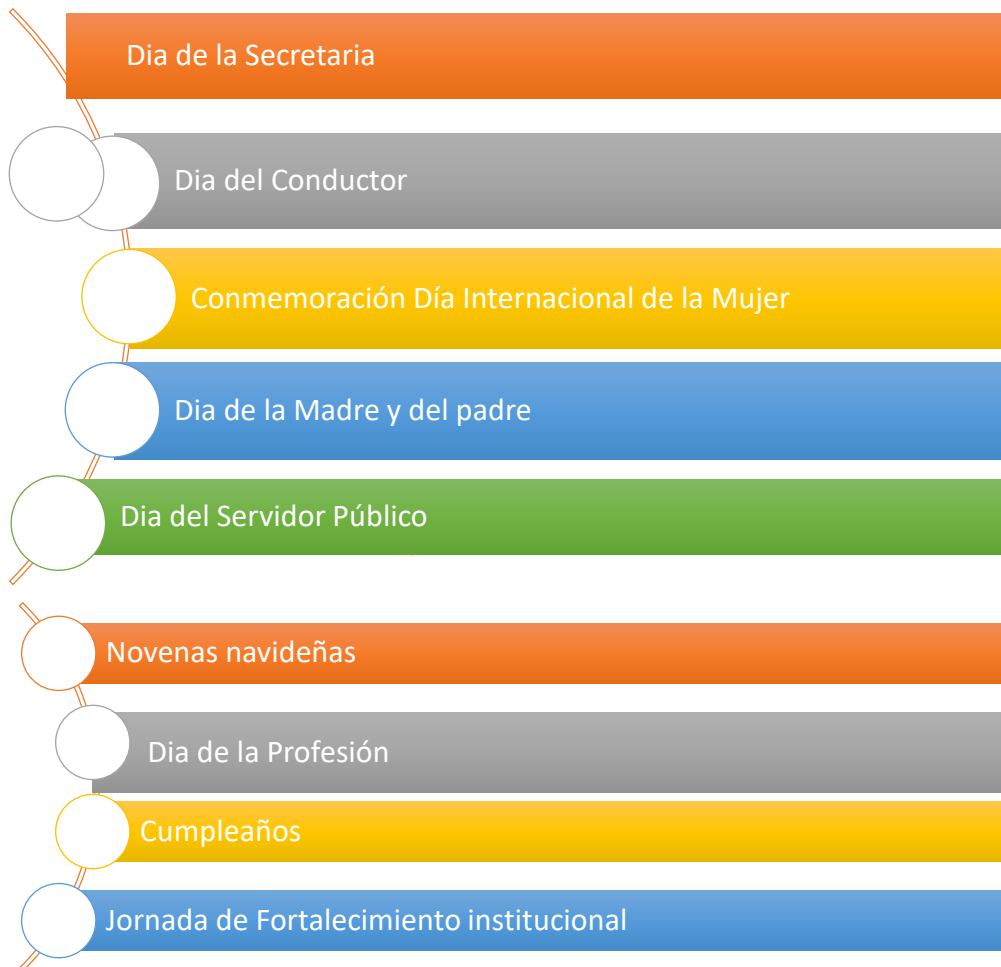 Dia de la Secretaria
Dia del Conductor
Conmemoración Día Internacional de la Mujer
Dia de la Madre y del padre
Dia del Servidor Público
Novenas navideñas
Dia de la Profesión
Cumpleaños
Jornada de Fortalecimiento institucional